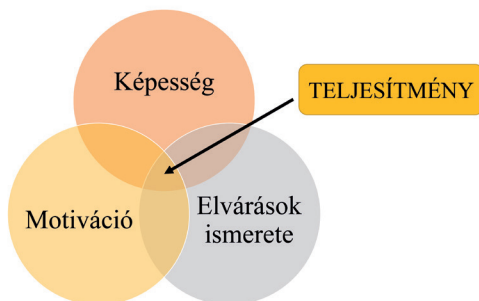 Képesség
TELJESÍTMÉNY
Motiváció
Elvárások
ismerete